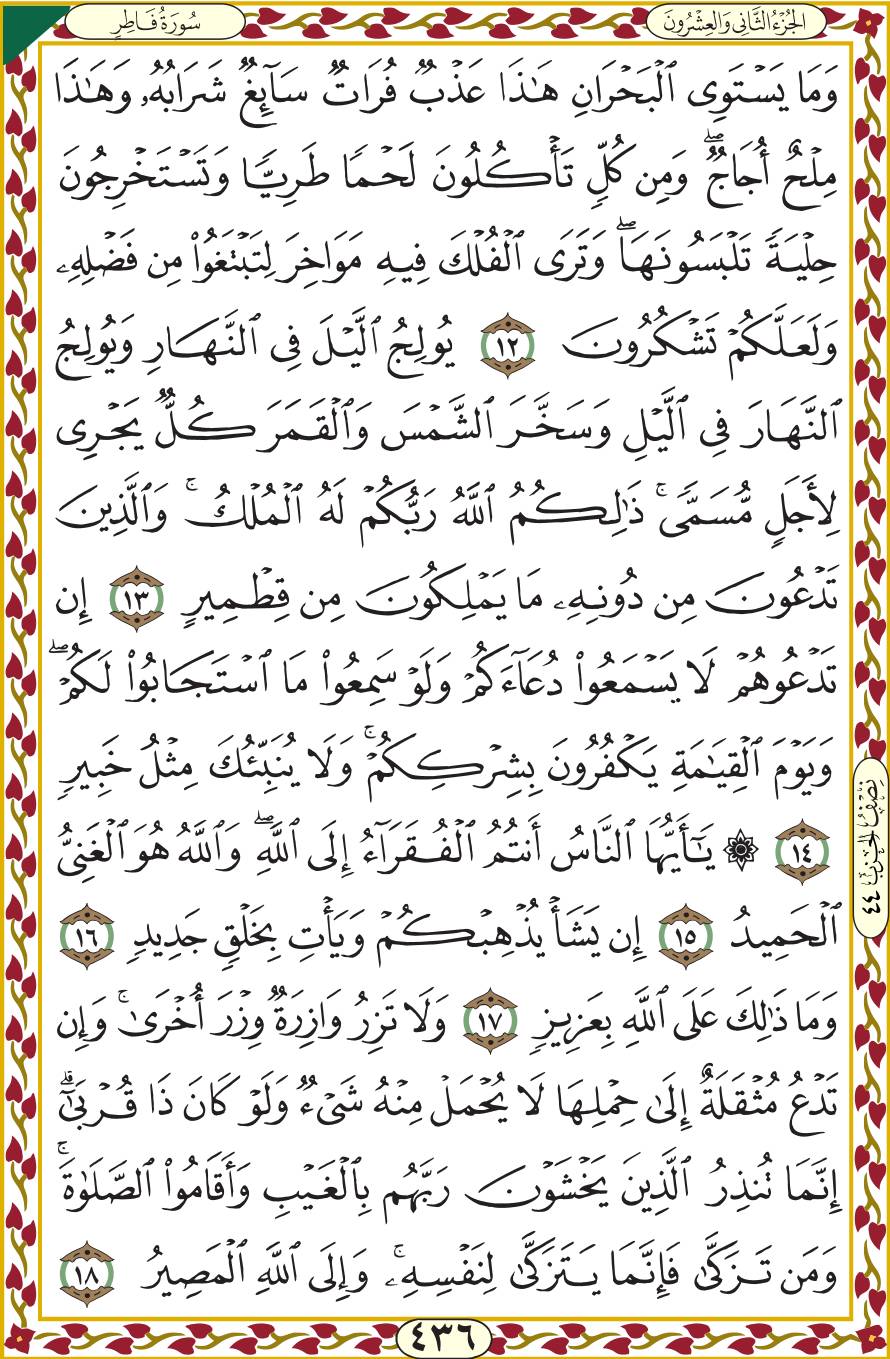 الجُزْءُ الثَّانِي وَالعِشْرُونَ
سُورَةُ فَاطِرٍ
وَمَا يَسْتَوِى ٱلْبَحْرَانِ هَٰذَا عَذْبٌ فُرَاتٌ سَآئِغٌ شَرَابُهُۥ وَهَٰذَا
مِلْحٌ أُجَاجٌ ۖ وَمِن كُلٍّ تَأْكُلُونَ لَحْمًا طَرِيًّا وَتَسْتَخْرِجُونَ
حِلْيَةً تَلْبَسُونَهَا ۖ وَتَرَى ٱلْفُلْكَ فِيهِ مَوَاخِرَ لِتَبْتَغُوا۟ مِن فَضْلِهِۦ
وَلَعَلَّكُمْ تَشْكُرُونَ ١٢ يُولِجُ ٱلَّيْلَ فِى ٱلنَّهَارِ وَيُولِجُ
ٱلنَّهَارَ فِى ٱلَّيْلِ وَسَخَّرَ ٱلشَّمْسَ وَٱلْقَمَرَ كُلٌّ يَجْرِى
لِأَجَلٍ مُّسَمًّى ۚ ذَٰلِكُمُ ٱللَّهُ رَبُّكُمْ لَهُ ٱلْمُلْكُ ۚ وَٱلَّذِينَ
تَدْعُونَ مِن دُونِهِۦ مَا يَمْلِكُونَ مِن قِطْمِيرٍ ١٣ إِن
تَدْعُوهُمْ لَا يَسْمَعُوا۟ دُعَآءَكُمْ وَلَوْ سَمِعُوا۟ مَا ٱسْتَجَابُوا۟ لَكُمْ ۖ
وَيَوْمَ ٱلْقِيَٰمَةِ يَكْفُرُونَ بِشِرْكِكُمْ ۚ وَلَا يُنَبِّئُكَ مِثْلُ خَبِيرٍ
١٤ ۞ يَٰٓأَيُّهَا ٱلنَّاسُ أَنتُمُ ٱلْفُقَرَآءُ إِلَى ٱللَّهِ ۖ وَٱللَّهُ هُوَ ٱلْغَنِىُّ
ٱلْحَمِيدُ ١٥ إِن يَشَأْ يُذْهِبْكُمْ وَيَأْتِ بِخَلْقٍ جَدِيدٍ ١٦
وَمَا ذَٰلِكَ عَلَى ٱللَّهِ بِعَزِيزٍ ١٧ وَلَا تَزِرُ وَازِرَةٌ وِزْرَ أُخْرَىٰ ۚ وَإِن
تَدْعُ مُثْقَلَةٌ إِلَىٰ حِمْلِهَا لَا يُحْمَلْ مِنْهُ شَىْءٌ وَلَوْ كَانَ ذَا قُرْبَىٰٓ ۗ
إِنَّمَا تُنذِرُ ٱلَّذِينَ يَخْشَوْنَ رَبَّهُم بِٱلْغَيْبِ وَأَقَامُوا۟ ٱلصَّلَوٰةَ ۚ
وَمَن تَزَكَّىٰ فَإِنَّمَا يَتَزَكَّىٰ لِنَفْسِهِۦ ۚ وَإِلَى ٱللَّهِ ٱلْمَصِيرُ ١٨
نِصْفُ الحِزْبِ ٤٤
٤٣٦